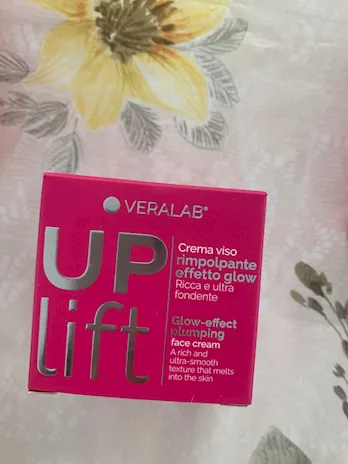 VERALAB®
UP
lift
Crema viso
rimpolpante
effetto glow
Ricca e ultra
fondente
Glow-effect
plumping
face cream
A rich and
ultra-smooth
texture that melts
into the skin